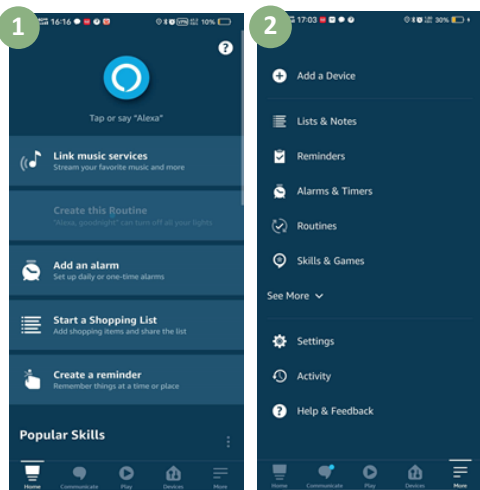 1
16:16
10%
?
Tap or say "Alexa"
Link music services
Stream your favorite music and more
Create this Routine
"Alexa, goodnight" can turn off all your lights
Add an alarm
Set up daily or one-time alarms
Start a Shopping List
Add shopping items and share the list
Create a reminder
Remember things at a time or place
Popular Skills
Home
Communicate
Play
Devices
More
2
17:03
30%
Add a Device
Lists & Notes
Reminders
Alarms & Timers
Routines
Skills & Games
See More
Settings
Activity
? Help & Feedback
Home
Communicate
Play
Devices
More